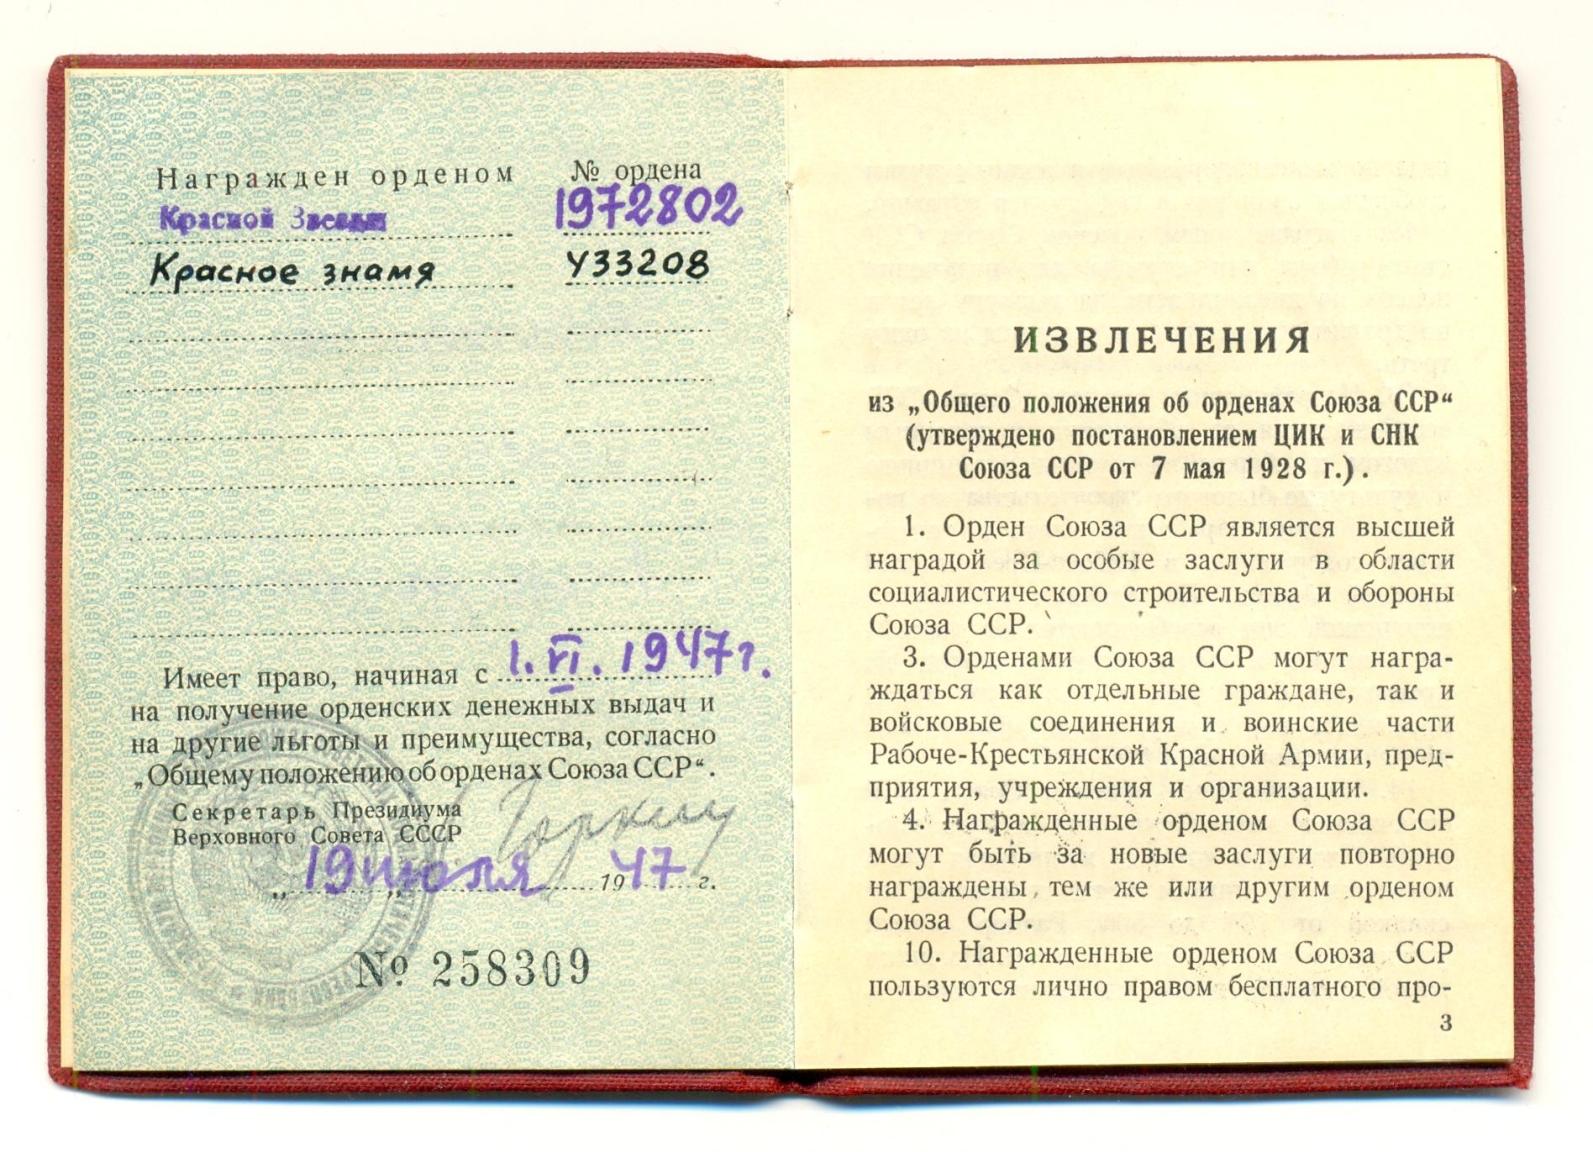 Награжден орденом № ордена
Красной Звезды 1972802
Красное знамя У33208
Имеет право, начиная с 1.VI.1947г.
на получение орденских денежных выдач и
на другие льготы и преимущества, согласно
„Общему положению об орденах Союза ССР“.
Секретарь Президиума
Верховного Совета СССР
Горкин
„19 июля„ 1947 г.
№ 258309
ИЗВЛЕЧЕНИЯ
из „Общего положения об орденах Союза ССР“
(утверждено постановлением ЦИК и СНК
Союза ССР от 7 мая 1928 г.).
1. Орден Союза ССР является высшей
наградой за особые заслуги в области
социалистического строительства и обороны
Союза ССР.
3. Орденами Союза ССР могут награ-
ждаться как отдельные граждане, так и
войсковые соединения и воинские части
Рабоче-Крестьянской Красной Армии, пред-
приятия, учреждения и организации.
4. Награжденные орденом Союза ССР
могут быть за новые заслуги повторно
награждены тем же или другим орденом
Союза ССР.
10. Награжденные орденом Союза ССР
пользуются лично правом бесплатного про-
3